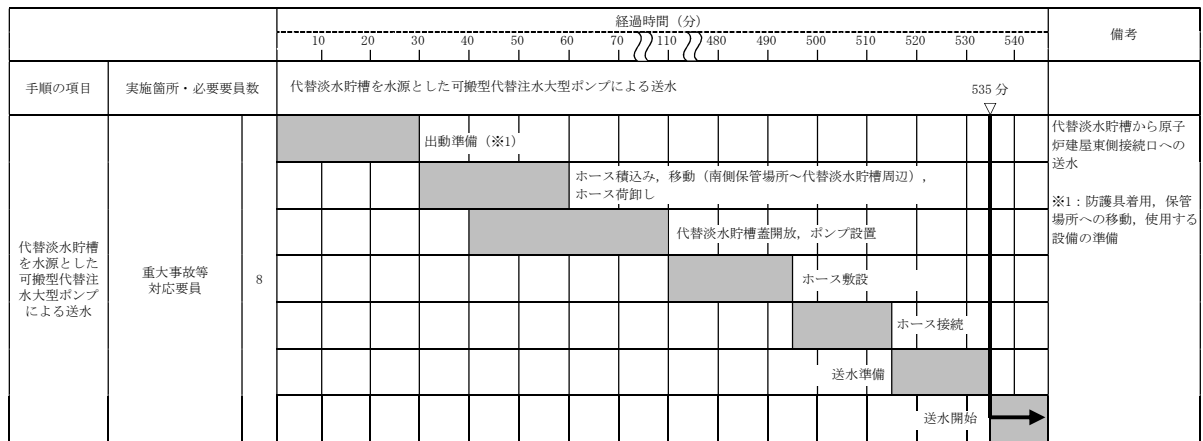 経過時間（分）
備考
10 20 30 40 50 60 70 110 480 490 500 510 520 530 540
手順の項目
実施箇所・必要要員数
代替淡水貯槽を水源とした可搬型代替注水大型ポンプによる送水
535 分
代替淡水貯槽
を水源とした
可搬型代替注
水大型ポンプ
による送水
重大事故等
対応要員
8
出動準備（※1）
ホース積込み，移動（南側保管場所～代替淡水貯槽周辺），
ホース荷卸し
代替淡水貯槽蓋開放，ポンプ設置
ホース敷設
ホース接続
送水準備
送水開始
代替淡水貯槽から原子
炉建屋東側接続口への
送水
※1：防護具着用，保管
場所への移動，使用する
設備の準備